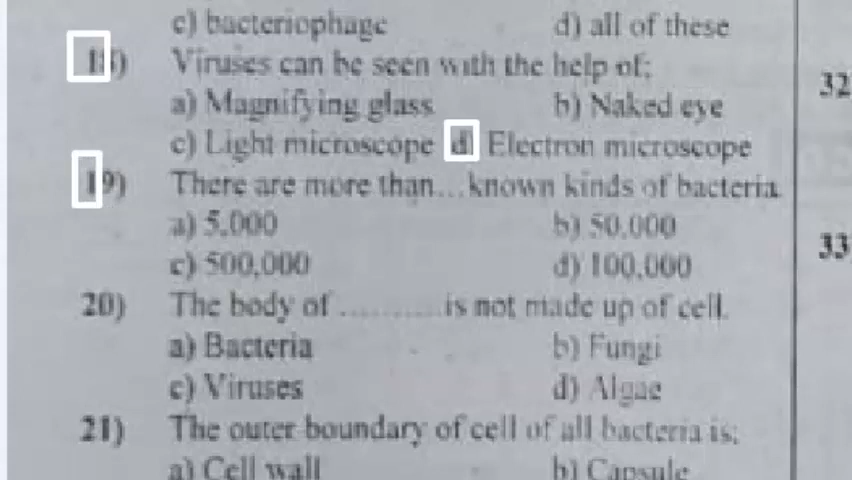 c) bacteriophage d) all of these
18) Viruses can be seen with the help of:
a) Magnifying glass b) Naked eye
c) Light microscope d Electron microscope
19) There are more than...known kinds of bacteria
a) 5,000 b) 50,000
c) 500,000 d) 100,000
20) The body of .......... is not made up of cell.
a) Bacteria b) Fungi
c) Viruses d) Algae
21) The outer boundary of cell of all bacteria is:
a) Cell wall b) Capsule
32
33